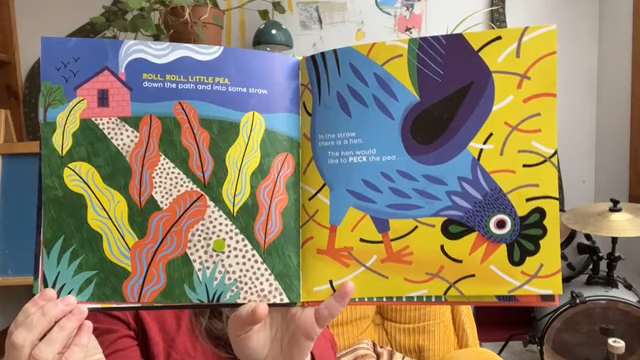 ROLL, ROLL, LITTLE PEA,
down the path and into some straw.
In the straw
there is a hen.
The hen would
like to PECK the pea . . .